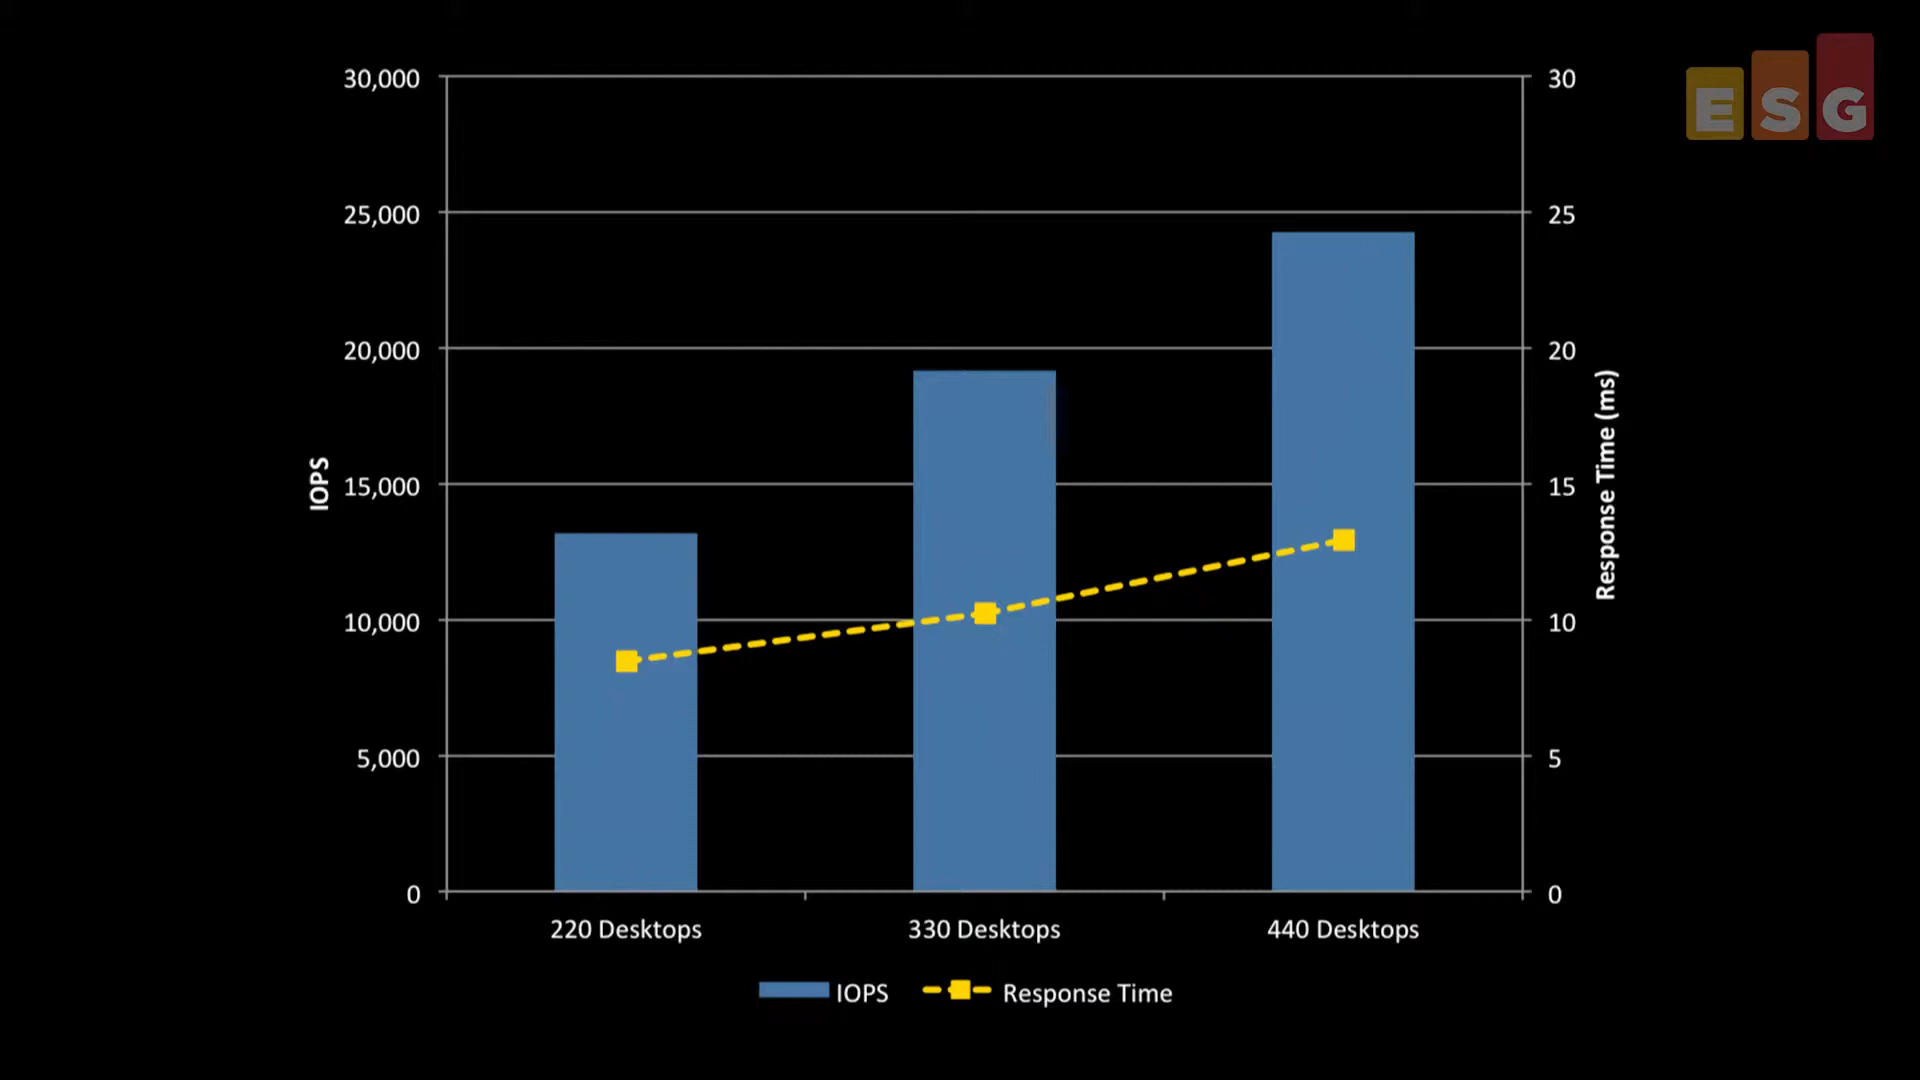 ESG
30,000
25,000
20,000
15,000
10,000
5,000
0
IOPS
30
25
20
15
10
5
0
Response Time (ms)
220 Desktops
330 Desktops
440 Desktops
IOPS
Response Time